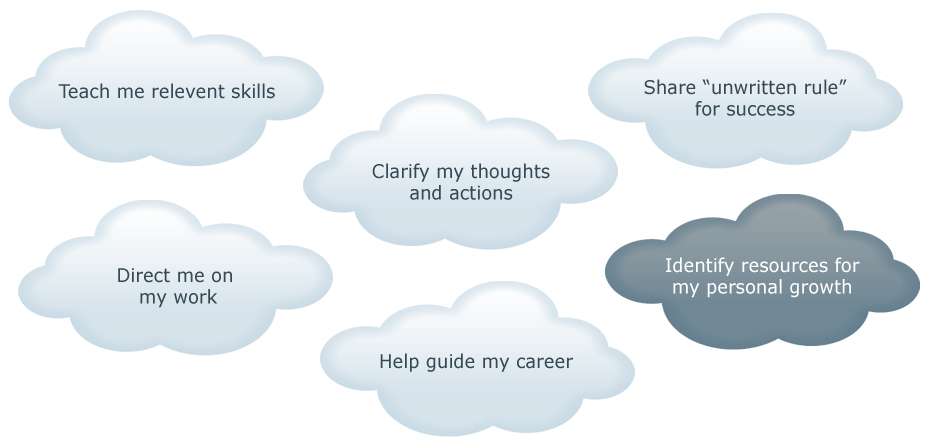 Teach me relevent skills
Share “unwritten rule”
for success
Clarify my thoughts
and actions
Direct me on
my work
Identify resources for
my personal growth
Help guide my career